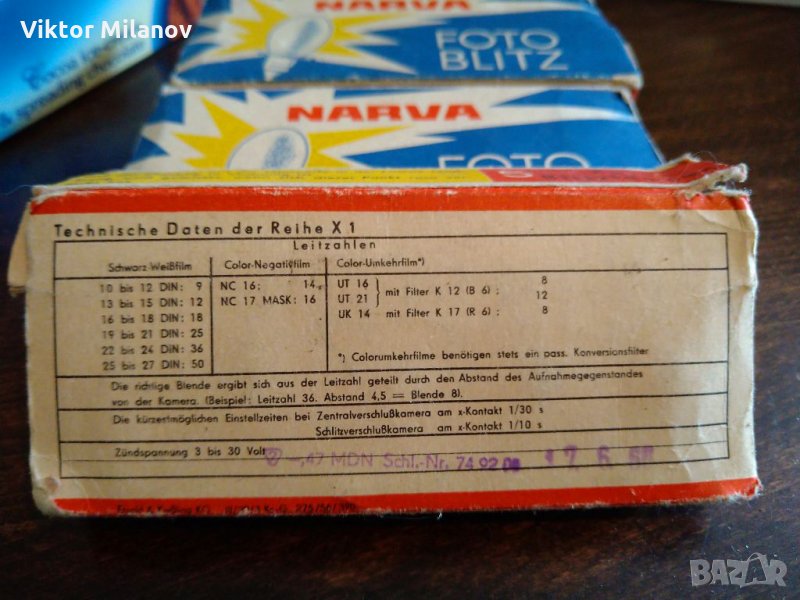 Viktor Milanov
NARVA
FOTO
BLITZ
NARVA
FOTO
Technische Daten der Reihe X 1
Leitzahlen
Schwarz-Weißfilm Color-Negativfilm Color-Umkehrfilm*)
10 bis 12 DIN: 9 NC 16: 14 UT 16 } mit Filter K 12 (B 6) : 8
13 bis 15 DIN: 12 NC 17 MASK: 16 UT 21 12
16 bis 18 DIN: 18 UK 14 mit Filter K 17 (R 6) : 8
19 bis 21 DIN: 25
22 bis 24 DIN: 36 *) Colorumkehrfilme benötigen stets ein pass. Konversionsfilter
25 bis 27 DIN: 50
Die richtige Blende ergibt sich aus der Leitzahl geteilt durch den Abstand des Aufnahmegegenstandes
von der Kamera. (Beispiel: Leitzahl 36. Abstand 4,5 = Blende 8).
Die kürzestmöglichen Einstellzeiten bei Zentralverschlußkamera am x-Kontakt 1/30 s
Schlitzverschlußkamera am x-Kontakt 1/10 s
Zündspannung 3 bis 30 Volt
—,47 MDN Schl.-Nr. 74 92
BAZAR